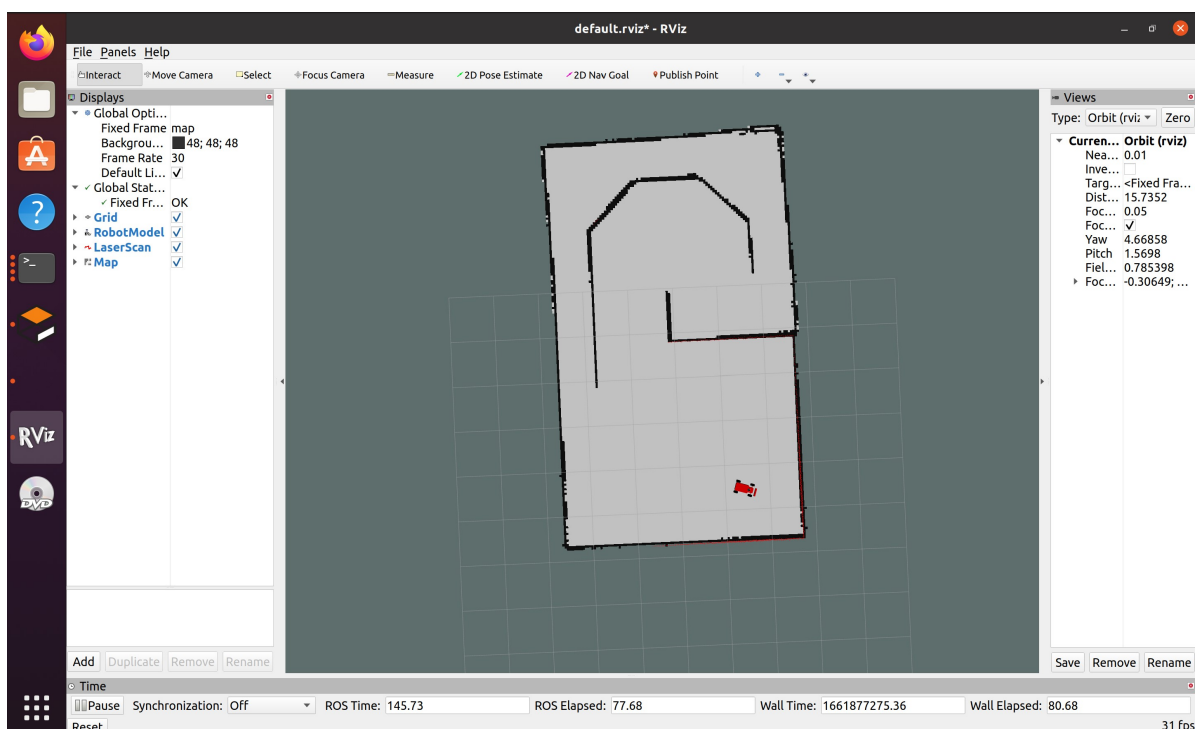 default.rviz* - RViz
File Panels Help
Interact Move Camera Select Focus Camera Measure 2D Pose Estimate 2D Nav Goal Publish Point
Displays
Global Opti...
Fixed Frame map
Backgrou... 48; 48; 48
Frame Rate 30
Default Li...
Global Stat...
Fixed Fr... OK
Grid
RobotModel
LaserScan
Map
Add Duplicate Remove Rename
Views
Type: Orbit (rviz Zero
Curren... Orbit (rviz)
Nea... 0.01
Inve...
Targ... <Fixed Fra...
Dist... 15.7352
Foc... 0.05
Foc...
Yaw 4.66858
Pitch 1.5698
Fiel... 0.785398
Foc... -0.30649; ...
Save Remove Rename
RViz
DVD
Time
Pause Synchronization: Off ROS Time: 145.73 ROS Elapsed: 77.68 Wall Time: 1661877275.36 Wall Elapsed: 80.68
Reset 31 fps